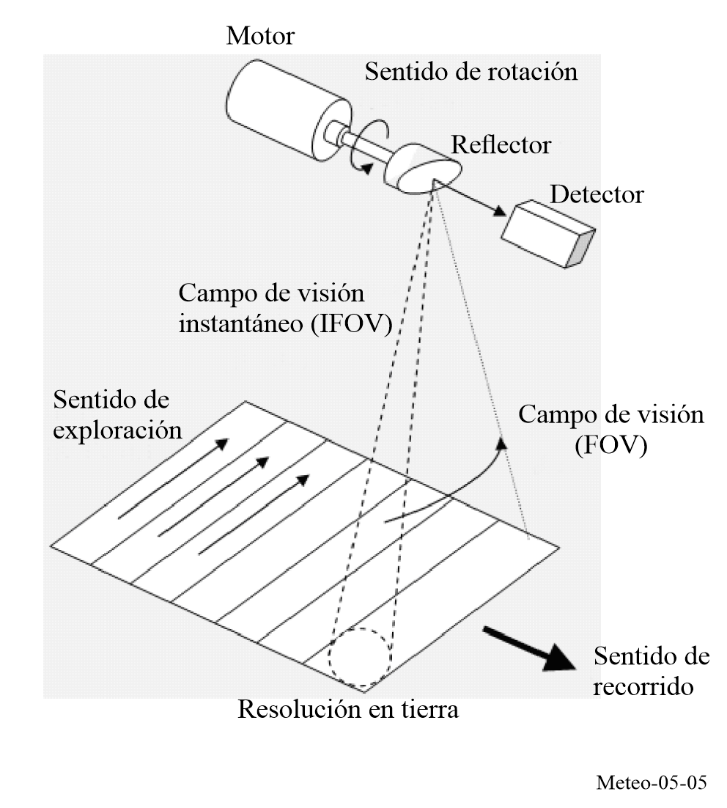 Motor
Sentido de rotación
Reflector
Detector
Campo de visión
instantáneo (IFOV)
Sentido de
exploración
Campo de visión
(FOV)
Sentido de
recorrido
Resolución en tierra
Meteo-05-05